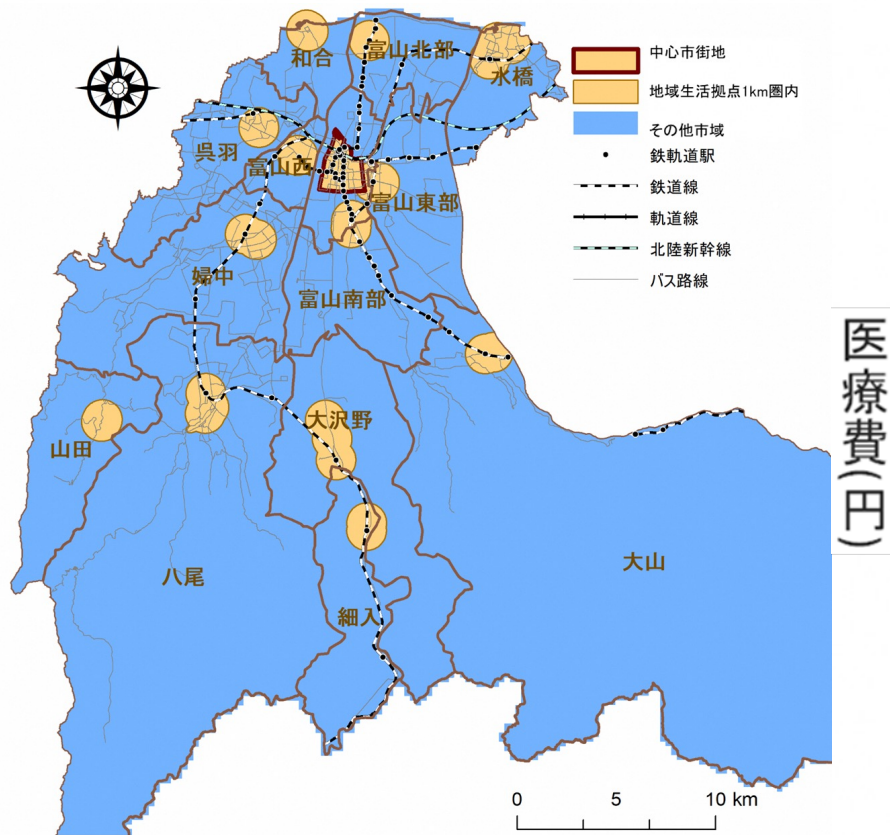 和合
富山北部
水橋
呉羽
富山西
富山東部
婦中
富山南部
大沢野
山田
八尾
細入
大山
中心市街地
地域生活拠点1km圏内
その他市域
鉄軌道駅
鉄道線
軌道線
北陸新幹線
バス路線
医療費(円)
0 5 10 km